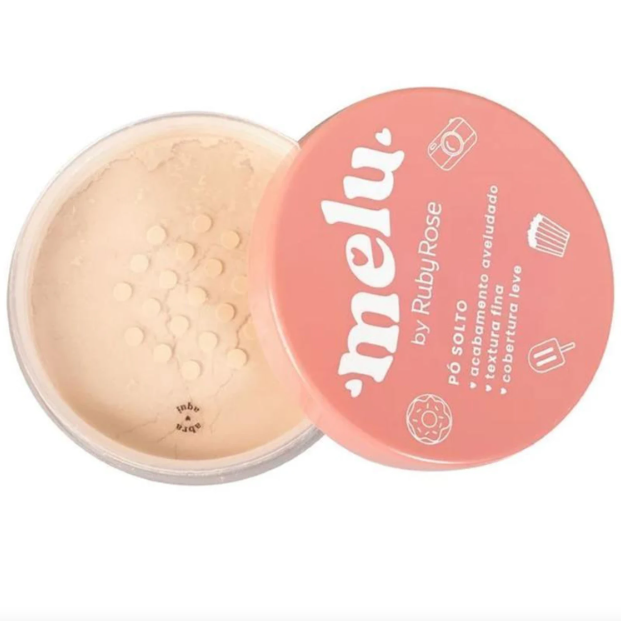 melu
by RubyRose
PÓ SOLTO
♥ acabamento aveludado
♥ textura fina
♥ cobertura leve
abra
aqui